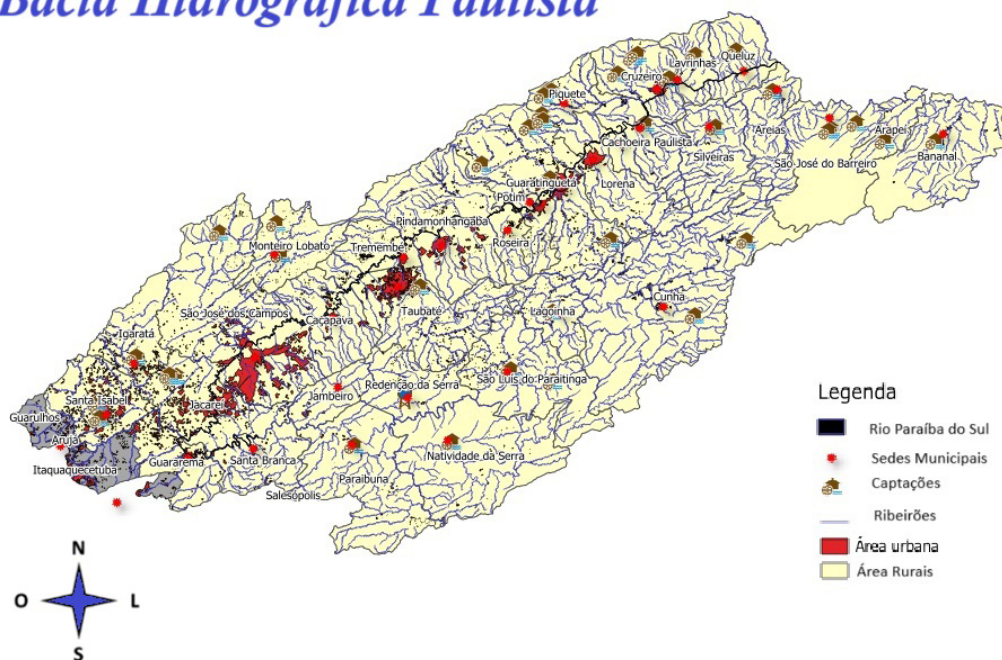 Bacia Hidrográfica Paulista
Queluz
Lavrinhas
Cruzeiro
Piquete
Areias
Arapeí
Cachoeira Paulista
Silveiras
São José do Barreiro
Bananal
Guaratinguetá
Lorena
Potim
Pindamonhangaba
Roseira
Monteiro Lobato
Tremembé
Cunha
São José dos Campos
Caçapava
Taubaté
Lagoinha
Igaratá
Redenção da Serra
São Luís do Paraitinga
Jambeiro
Santa Isabel
Jacareí
Guarulhos
Arujá
Itaquaquecetuba
Guararema
Santa Branca
Natividade da Serra
Paraibuna
Salesópolis
Legenda
Rio Paraíba do Sul
Sedes Municipais
Captações
Ribeirões
Área urbana
Área Rurais
N
O
L
S